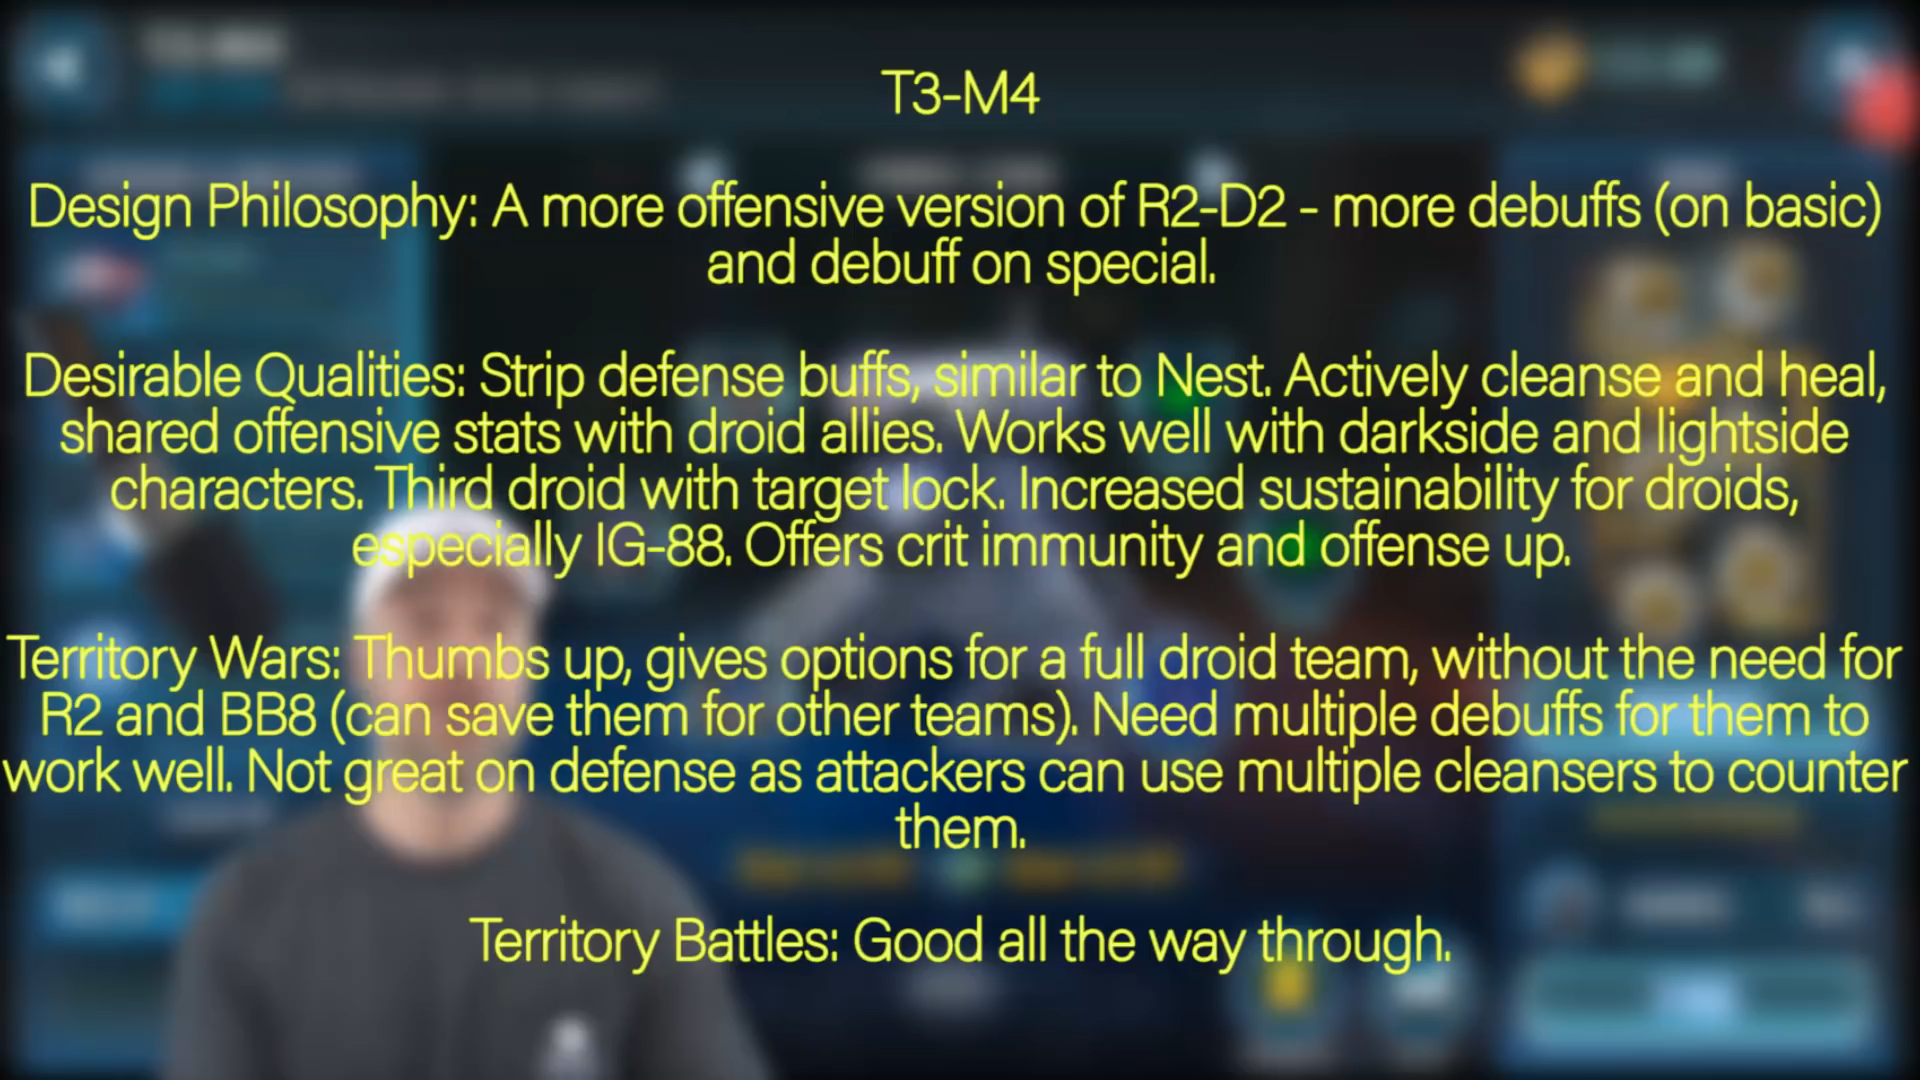 T3-M4
Design Philosophy: A more offensive version of R2-D2 - more debuffs (on basic)
and debuff on special.
Desirable Qualities: Strip defense buffs, similar to Nest. Actively cleanse and heal,
shared offensive stats with droid allies. Works well with darkside and lightside
characters. Third droid with target lock. Increased sustainability for droids,
especially IG-88. Offers crit immunity and offense up.
Territory Wars: Thumbs up, gives options for a full droid team, without the need for
R2 and BB8 (can save them for other teams). Need multiple debuffs for them to
work well. Not great on defense as attackers can use multiple cleansers to counter
them.
Territory Battles: Good all the way through.